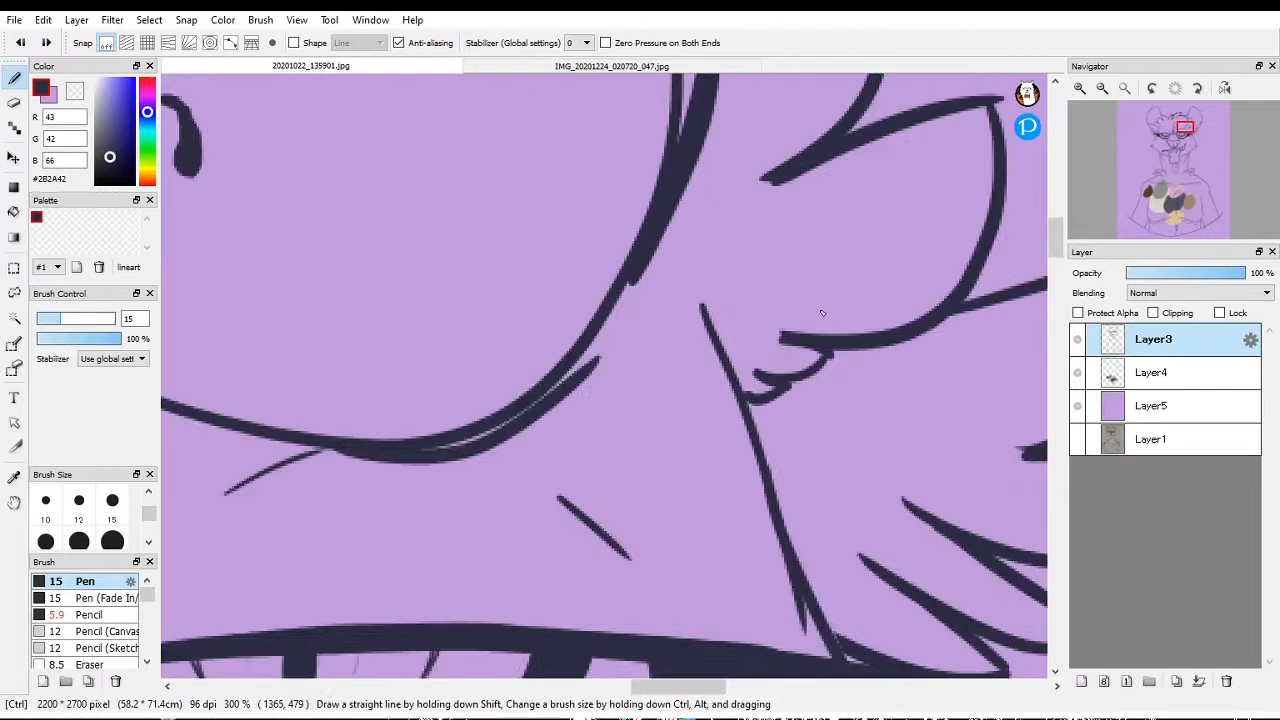 File Edit Layer Filter Select Snap Color Brush View Tool Window Help
Snap off Shape Line Anti-aliasing Stabilizer (Global settings) 0 Zero Pressure on Both Ends
Color 20201022_135901.jpg IMG_20201224_020720_047.jpg Navigator
R 43
G 42
B 66
#2B2A42
Palette
#1 lineart
Brush Control
15
100 %
Stabilizer Use global sett
Brush Size
10 12 15
Brush
15 Pen
15 Pen (Fade In/
5.9 Pencil
12 Pencil (Canvas
12 Pencil (Sketch
8.5 Eraser
Layer
Opacity 100 %
Blending Normal
Protect Alpha Clipping Lock
Layer3
Layer4
Layer5
Layer1
[Ctrl] 2200 * 2700 pixel (58.2 * 71.4cm) 96 dpi 300 % ( 1365, 479 ) Draw a straight line by holding down Shift, Change a brush size by holding down Ctrl, Alt, and dragging